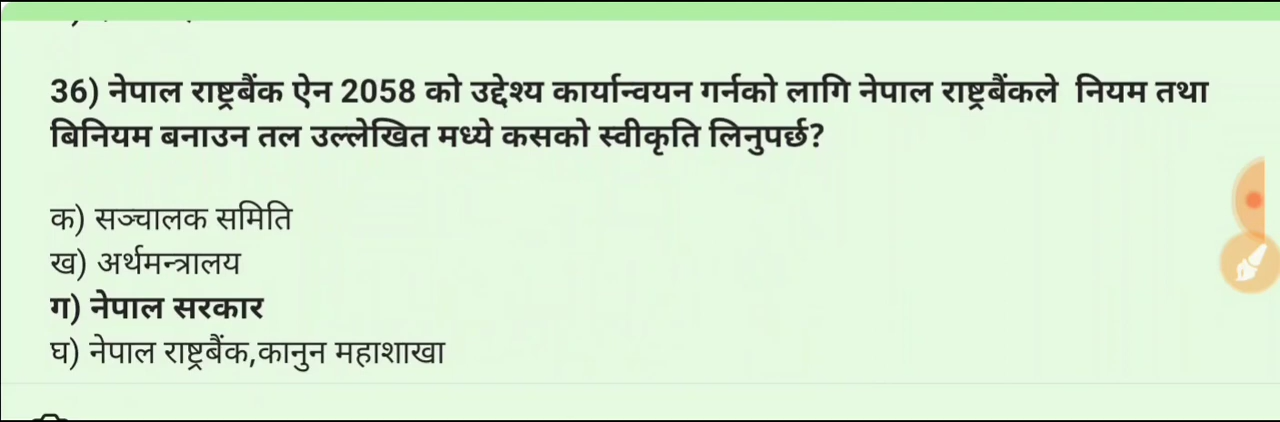 36) नेपाल राष्ट्रबैंक ऐन 2058 को उद्देश्य कार्यान्वयन गर्नको लागि नेपाल राष्ट्रबैंकले नियम तथा
बिनियम बनाउन तल उल्लेखित मध्ये कसको स्वीकृति लिनुपर्छ?
क) सञ्चालक समिति
ख) अर्थमन्त्रालय
ग) नेपाल सरकार
घ) नेपाल राष्ट्रबैंक,कानुन महाशाखा